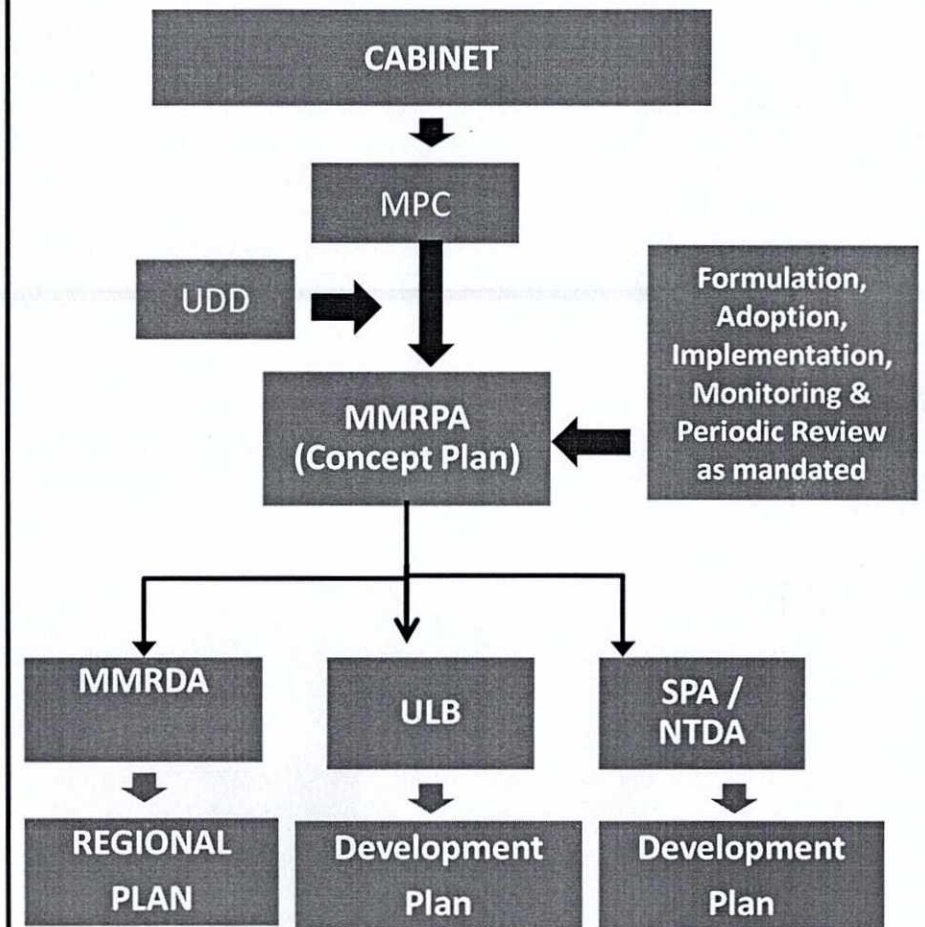 CABINET
MPC
UDD
Formulation,
Adoption,
Implementation,
Monitoring &
Periodic Review
as mandated
MMRPA
(Concept Plan)
MMRDA
ULB
SPA /
NTDA
REGIONAL
PLAN
Development
Plan
Development
Plan